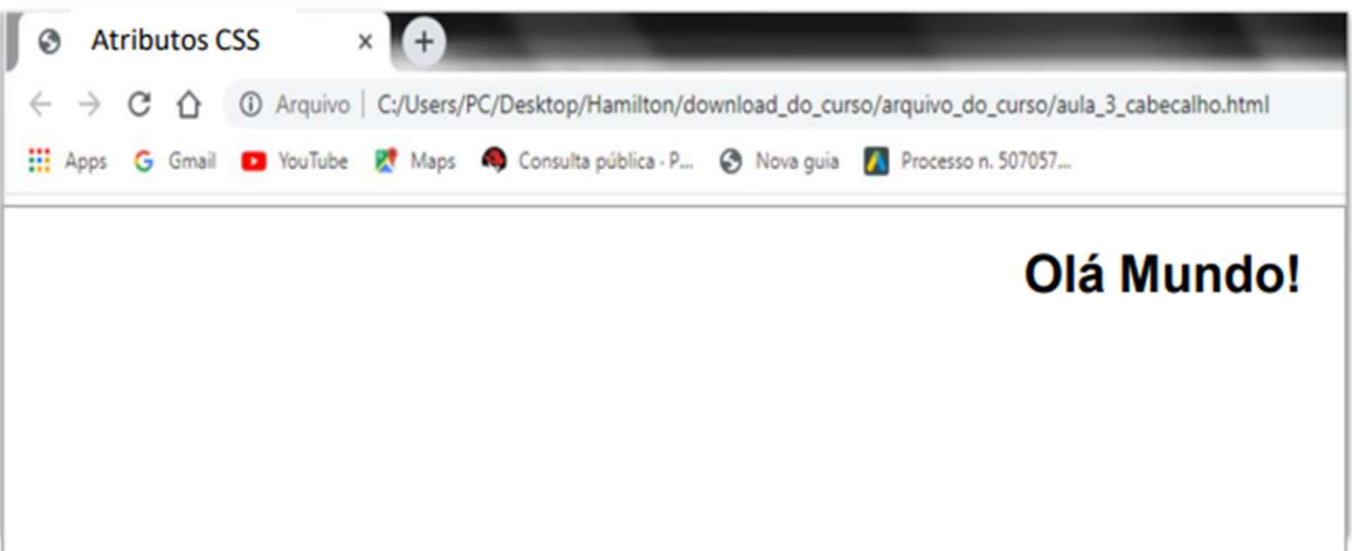 Atributos CSS
Arquivo | C:/Users/PC/Desktop/Hamilton/download_do_curso/arquivo_do_curso/aula_3_cabecalho.html
Apps Gmail YouTube Maps Consulta pública · P... Nova guia Processo n. 507057...
Olá Mundo!